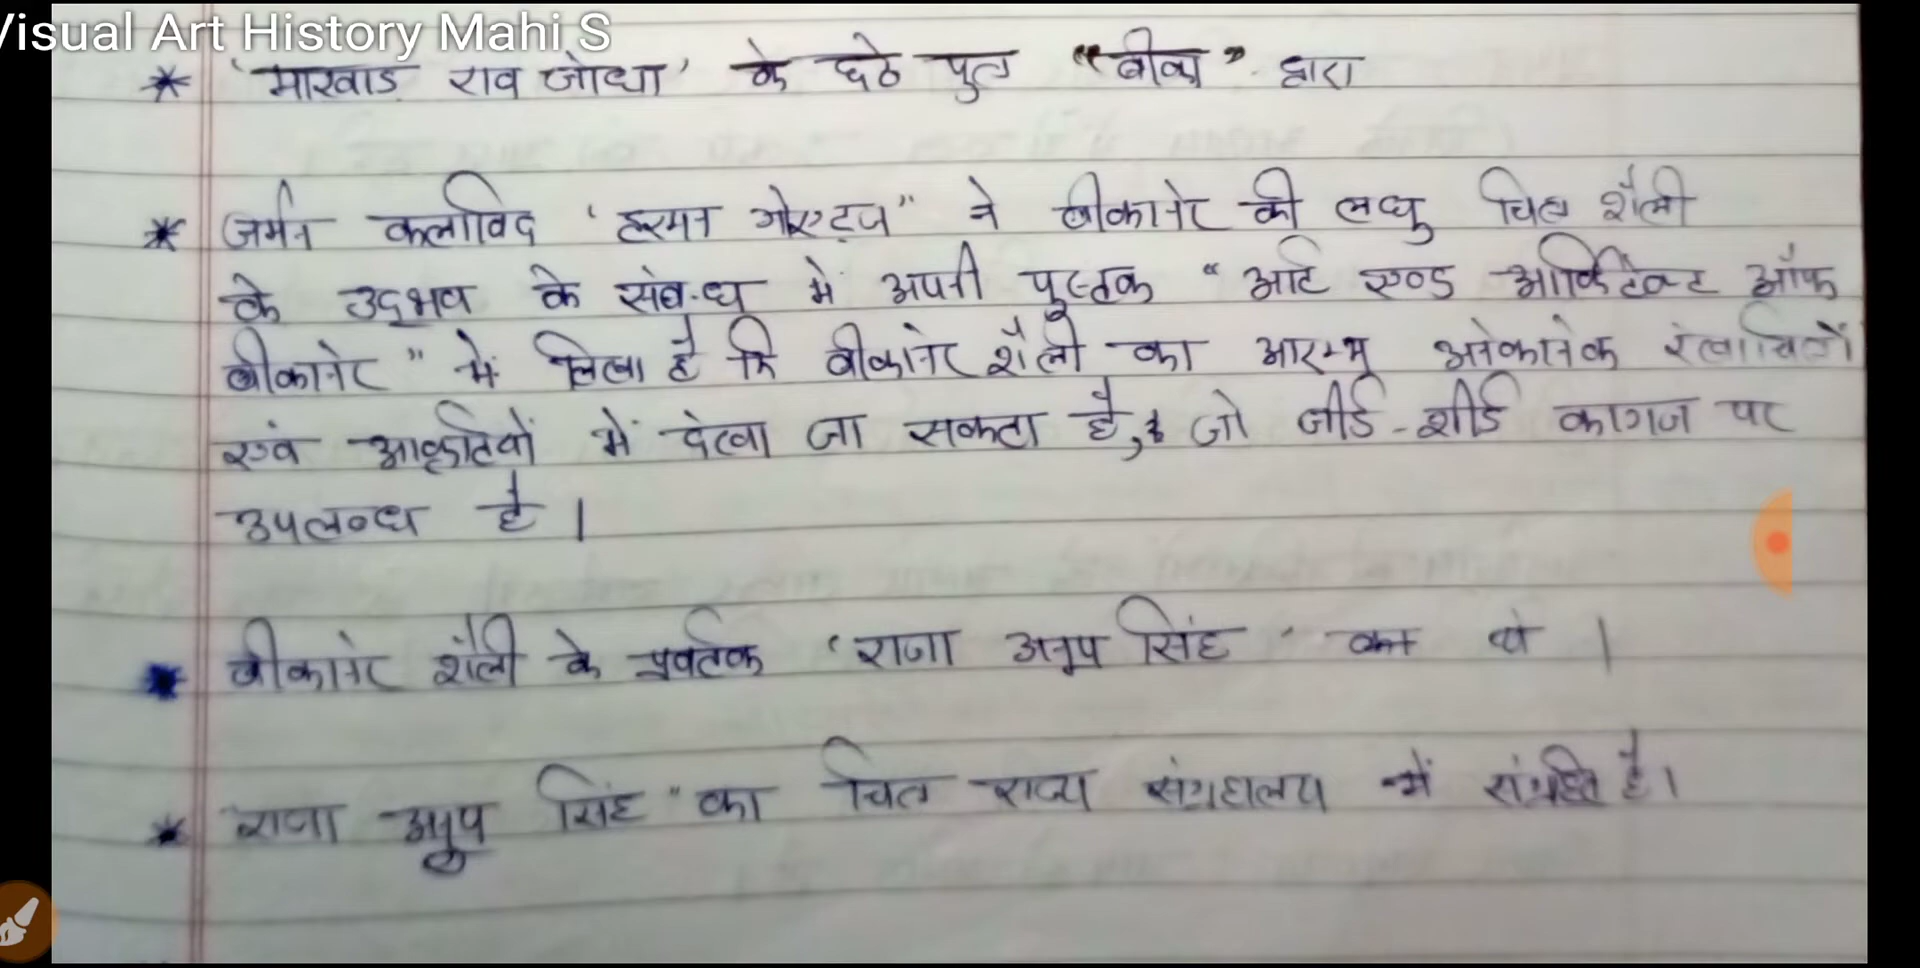 Visual Art History Mahi S
* 'मारवाड राव जोधा' के छठे पुत्र "बीका" द्वारा
* जर्मन कलाविद 'हरमन गोएट्ज" ने बीकानेर की लघु चित्र शैली
के उद्भव के संबन्ध में अपनी पुस्तक "आर्ट एण्ड आर्किटेक्ट ऑफ
बीकानेर" में लिखा है कि बीकानेर शैली का आरम्भ अनेकानेक रेखाचित्रों
एवं आकृतियों में देखा जा सकता है, जो जीर्ड-शीर्ड कागज पर
उपलब्ध है।
* बीकानेर शैली के प्रवर्तक 'राजा अनूप सिंह' थे।
* राजा अनूप सिंह" का चित्र राज्य संग्रहालय में संग्रहित है।